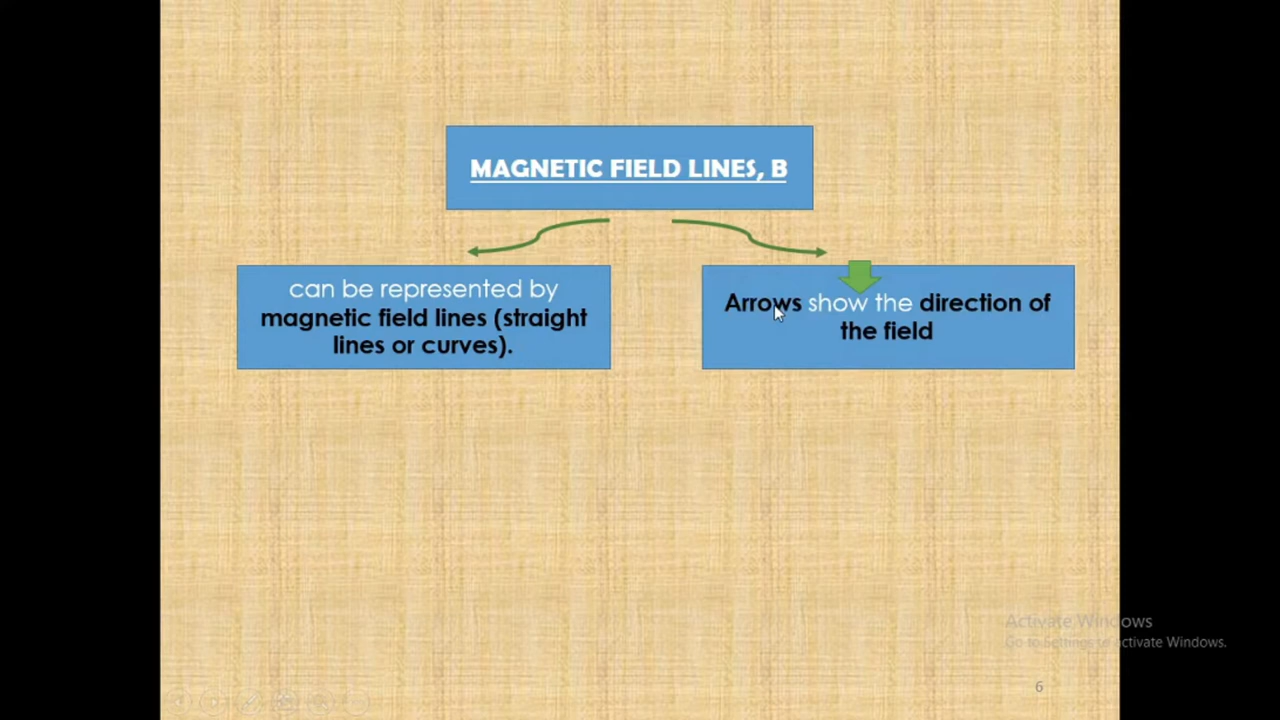 MAGNETIC FIELD LINES, B
can be represented by
magnetic field lines (straight
lines or curves).
Arrows show the direction of
the field
Activate Windows
Go to Settings to activate Windows.
6